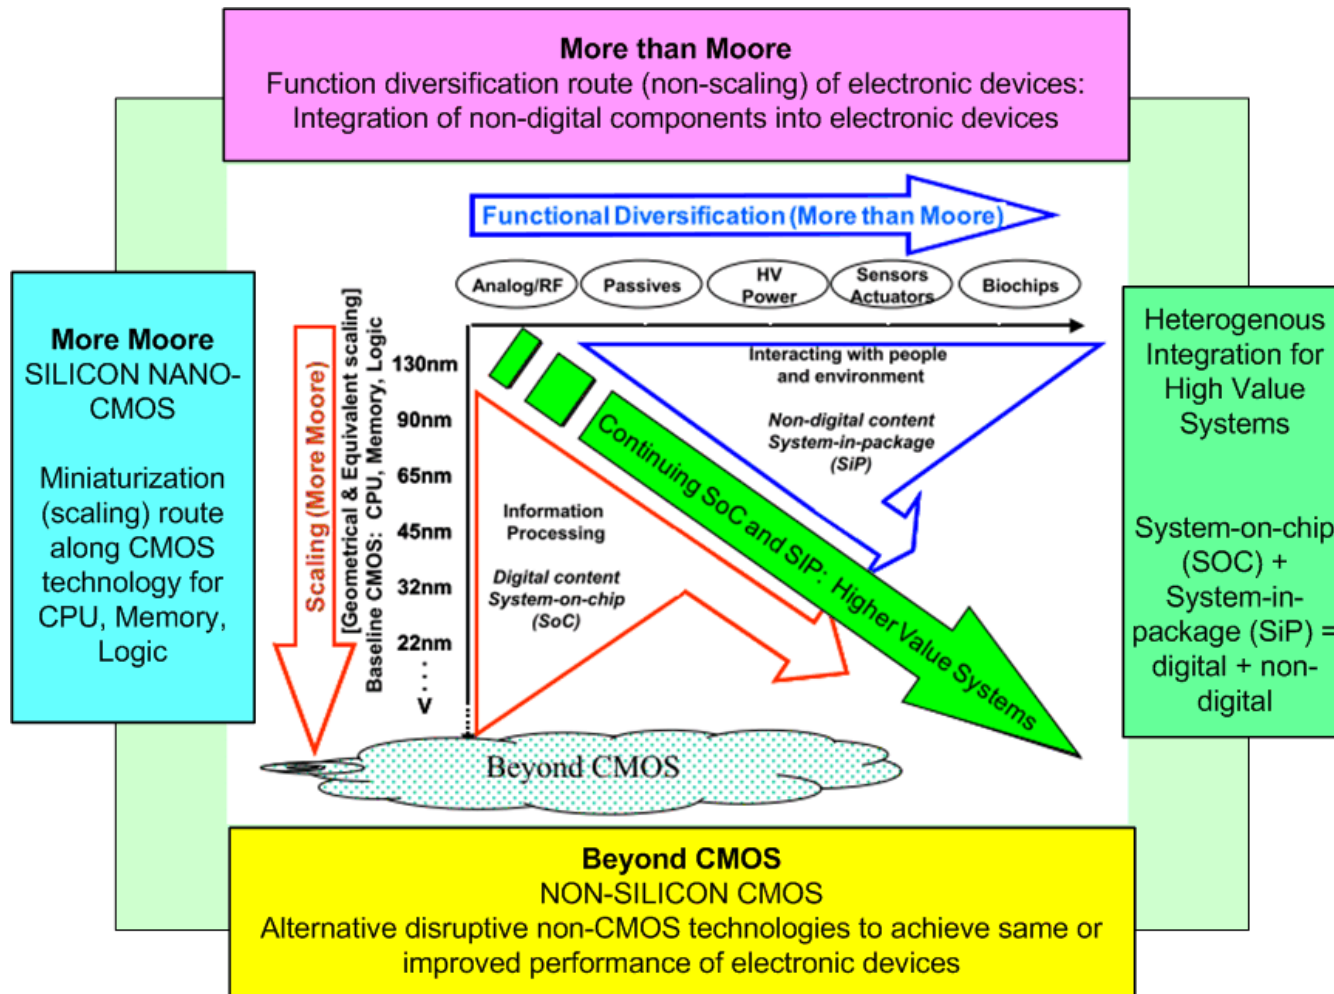 More than Moore
Function diversification route (non-scaling) of electronic devices:
Integration of non-digital components into electronic devices
Functional Diversification (More than Moore)
Analog/RF
Passives
HV
Power
Sensors
Actuators
Biochips
More Moore
SILICON NANO-
CMOS
Miniaturization
(scaling) route
along CMOS
technology for
CPU, Memory,
Logic
Scaling (More Moore)
[Geometrical & Equivalent scaling]
Baseline CMOS: CPU, Memory, Logic
130nm
90nm
65nm
45nm
32nm
22nm
V
Interacting with people
and environment
Non-digital content
System-in-package
(SiP)
Information
Processing
Digital content
System-on-chip
(SoC)
Continuing SoC and SIP: Higher Value Systems
Beyond CMOS
Heterogenous
Integration for
High Value
Systems
System-on-chip
(SOC) +
System-in-
package (SiP) =
digital + non-
digital
Beyond CMOS
NON-SILICON CMOS
Alternative disruptive non-CMOS technologies to achieve same or
improved performance of electronic devices